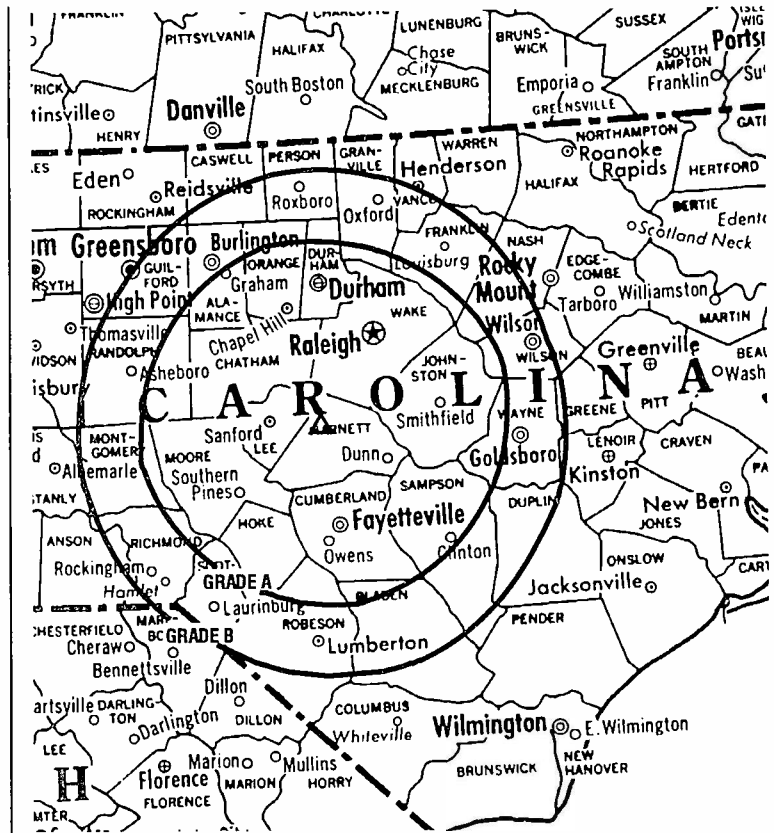 FRANKLIN
PITTSYLVANIA
HALIFAX
LUNENBURG
BRUNS-
WICK
SUSSEX
Chase
City
MECKLENBURG
SOUTH
AMPTON
Ports
Emporia
Franklin
South Boston
GREENSVILLE
Danville
tinsville
HENRY
CASWELL
PERSON
GRAN-
VILLE
WARREN
NORTHAMPTON
GATE
Henderson
Roanoke
Rapids
HERTFORD
Eden
Reidsville
Roxboro
VANCE
HALIFAX
ROCKINGHAM
Oxford
BERTIE
Edent
FRANKLIN
Scotland Neck
NASH
Greensboro
Burlington
Louisburg
Rocky
Mount
EDGE-
COMBE
GUIL-
FORD
ORANGE
DUR-
HAM
Graham
Durham
Tarboro
Williamston
High Point
ALA-
MANCE
WAKE
MARTIN
Thomasville
Chapel Hill
Raleigh
Wilson
WILSON
RANDOLPH
CHATHAM
JOHN-
STON
Greenville
Asheboro
Wash
CAROLINA
Smithfield
WAYNE
GREENE
PITT
Sanford
LEE
HARNETT
MONT-
GOMERY
MOORE
Dunn
Goldsboro
LENOIR
CRAVEN
Albemarle
Southern
Pines
Kinston
STANLY
CUMBERLAND
SAMPSON
DUPLIN
New Bern
JONES
HOKE
Fayetteville
ANSON
RICHMOND
Owens
Clinton
ONSLOW
CART
Rockingham
Hamlet
GRADE A
BLADEN
Jacksonville
Laurinburg
PENDER
CHESTERFIELD
GRADE B
ROBESON
Lumberton
Cheraw
Bennettsville
Dillon
artsville
DARLING-
TON
DILLON
COLUMBUS
Darlington
Whiteville
Wilmington
E. Wilmington
LEE
Marion
Mullins
NEW
HANOVER
H
Florence
MARION
HORRY
BRUNSWICK
FLORENCE